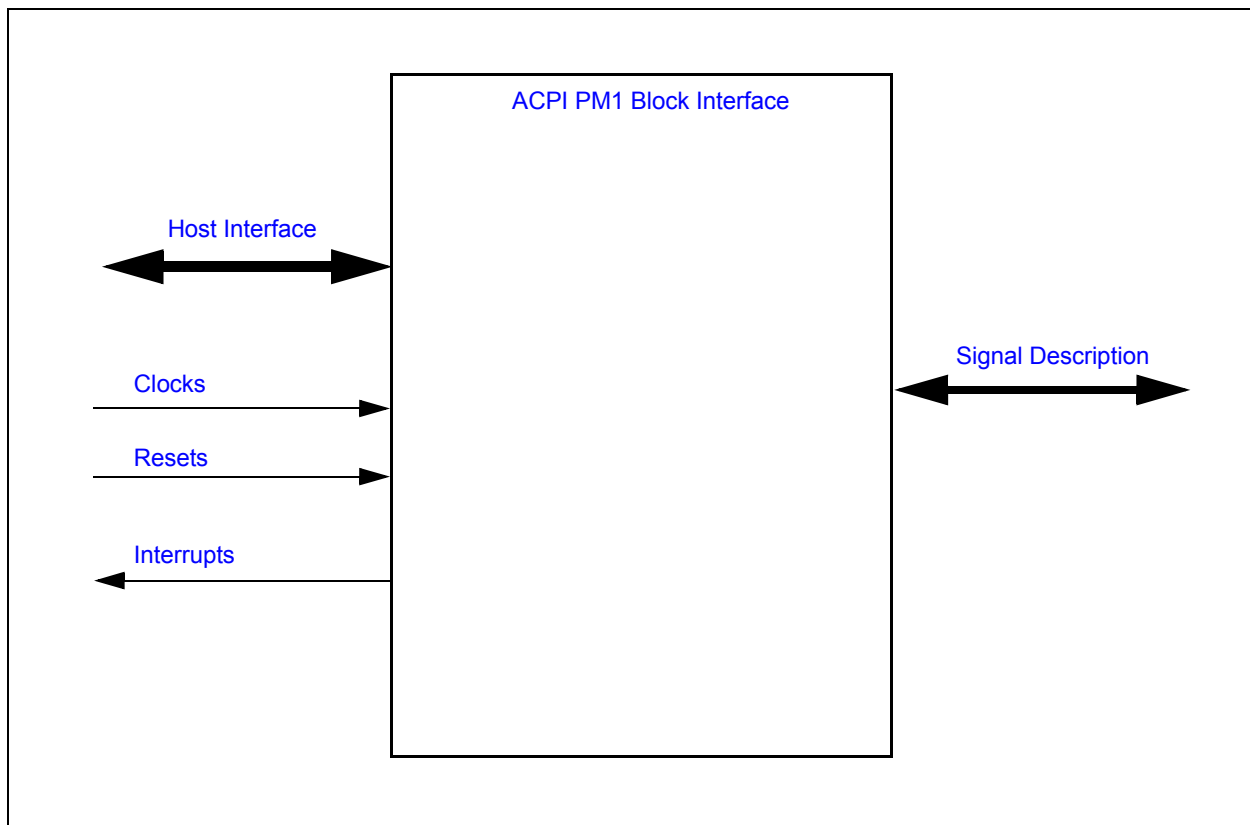 ACPI PM1 Block Interface
Host Interface
Signal Description
Clocks
Resets
Interrupts